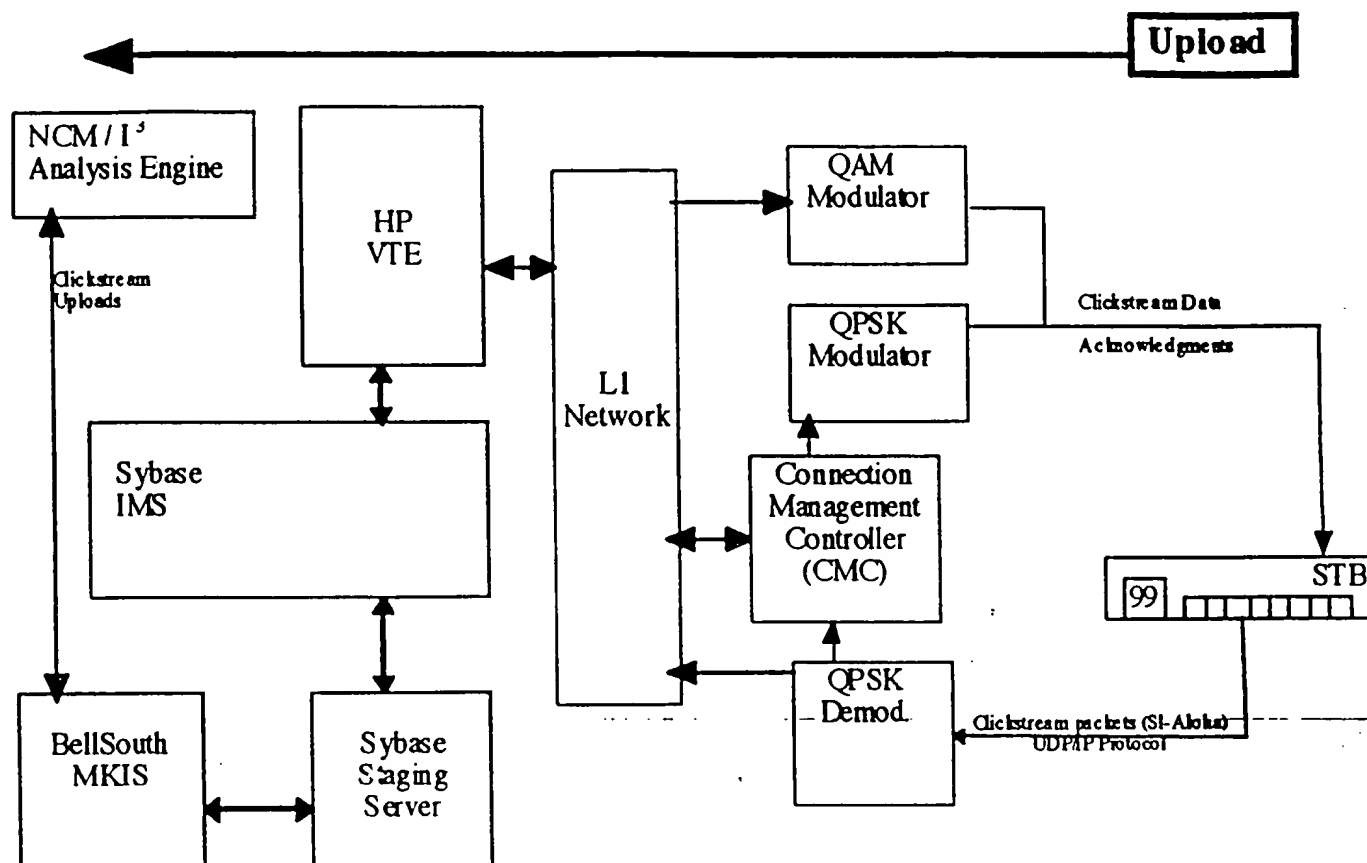 Upload
NCM / I³
Analysis Engine
HP
VTE
QAM
Modulator
Clickstream
Uploads
L1
Network
QPSK
Modulator
Clickstream Data
Acknowledgments
Sybase
IMS
Connection
Management
Controller
(CMC)
STB
99
BellSouth
MKIS
Sybase
Staging
Server
QPSK
Demod.
Clickstream packets (Sl-Aloha)
UDP/IP Protocol